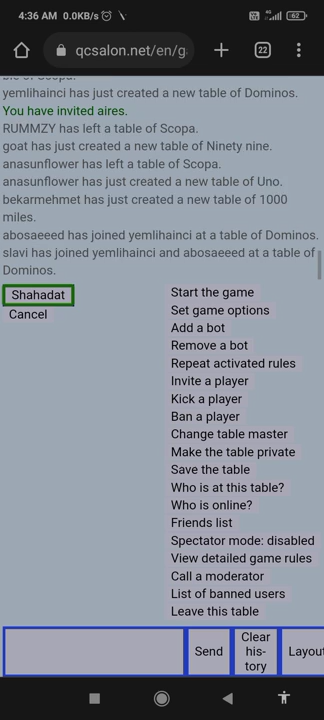 4:36 AM 0.0KB/s
4G
62
qcsalon.net/en/g
22
yemlihainci has just created a new table of Dominos.
You have invited aires.
RUMMZY has left a table of Scopa.
goat has just created a new table of Ninety nine.
anasunflower has left a table of Scopa.
anasunflower has just created a new table of Uno.
bekarmehmet has just created a new table of 1000
miles.
abosaeeed has joined yemlihainci at a table of Dominos.
slavi has joined yemlihainci and abosaeeed at a table of
Dominos.
Shahadat
Cancel
Start the game
Set game options
Add a bot
Remove a bot
Repeat activated rules
Invite a player
Kick a player
Ban a player
Change table master
Make the table private
Save the table
Who is at this table?
Who is online?
Friends list
Spectator mode: disabled
View detailed game rules
Call a moderator
List of banned users
Leave this table
Send
Clear
his-
tory
Layout